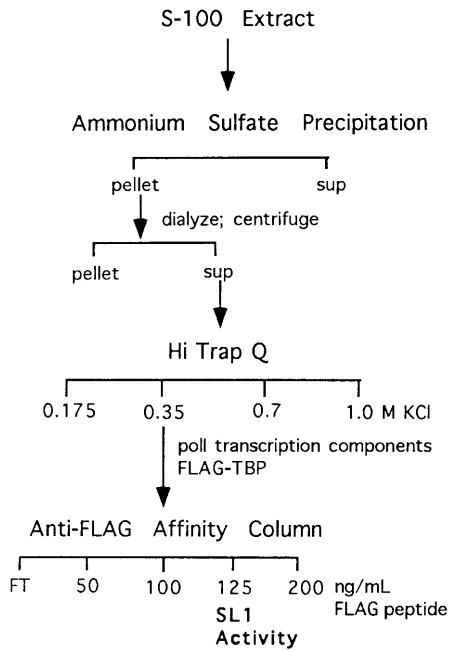 S-100 Extract
Ammonium Sulfate Precipitation
pellet sup
dialyze; centrifuge
pellet sup
Hi Trap Q
0.175 0.35 0.7 1.0 M KCl
polI transcription components
FLAG-TBP
Anti-FLAG Affinity Column
FT 50 100 125 200 ng/mL
FLAG peptide
SL1
Activity